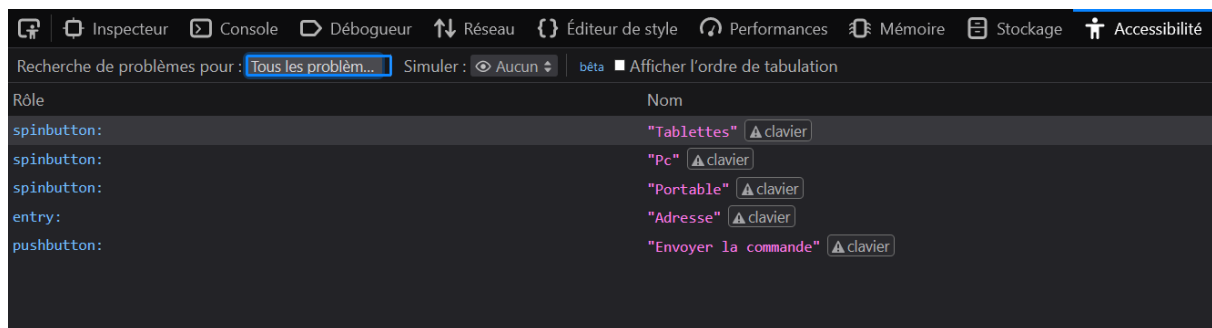 Inspecteur Console Débogueur Réseau Éditeur de style Performances Mémoire Stockage Accessibilité
Recherche de problèmes pour : Tous les problèm... Simuler : Aucun bêta Afficher l'ordre de tabulation
Rôle Nom
spinbutton: "Tablettes" clavier
spinbutton: "Pc" clavier
spinbutton: "Portable" clavier
entry: "Adresse" clavier
pushbutton: "Envoyer la commande" clavier